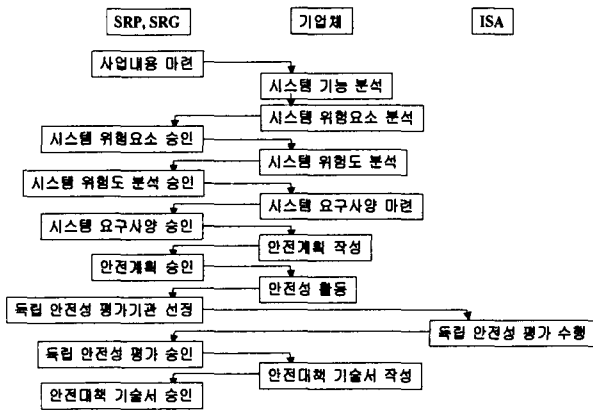 SRP, SRG 기업체 ISA
사업내용 마련
시스템 기능 분석
시스템 위험요소 분석
시스템 위험요소 승인
시스템 위험도 분석
시스템 위험도 분석 승인
시스템 요구사양 마련
시스템 요구사양 승인
안전계획 작성
안전계획 승인
안전성 활동
독립 안전성 평가기관 선정
독립 안전성 평가 수행
독립 안전성 평가 승인
안전대책 기술서 작성
안전대책 기술서 승인